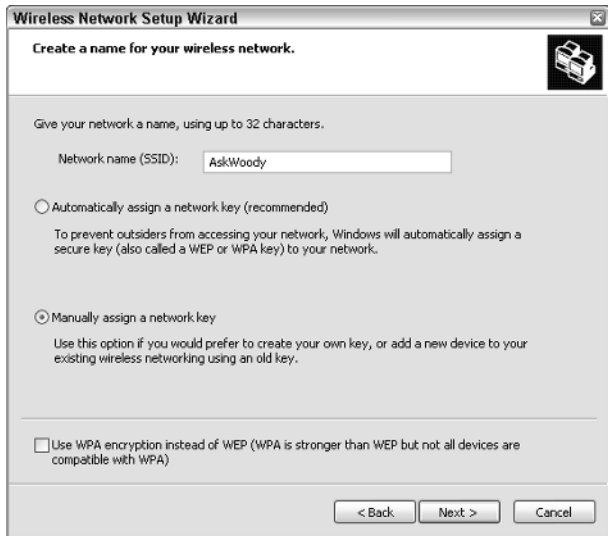 Wireless Network Setup Wizard
Create a name for your wireless network.
Give your network a name, using up to 32 characters.
Network name (SSID): AskWoody
Automatically assign a network key (recommended)
To prevent outsiders from accessing your network, Windows will automatically assign a
secure key (also called a WEP or WPA key) to your network.
Manually assign a network key
Use this option if you would prefer to create your own key, or add a new device to your
existing wireless networking using an old key.
Use WPA encryption instead of WEP (WPA is stronger than WEP but not all devices are
compatible with WPA)
< Back Next > Cancel